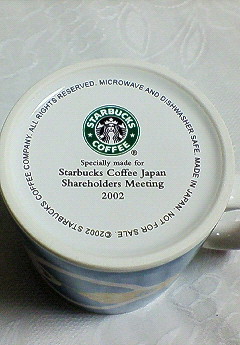 STARBUCKS
COFFEE
®
Specially made for
Starbucks Coffee Japan
Shareholders Meeting
2002
©2002 STARBUCKS COFFEE COMPANY. ALL RIGHTS RESERVED. MICROWAVE AND DISHWASHER SAFE. MADE IN JAPAN. NOT FOR SALE.